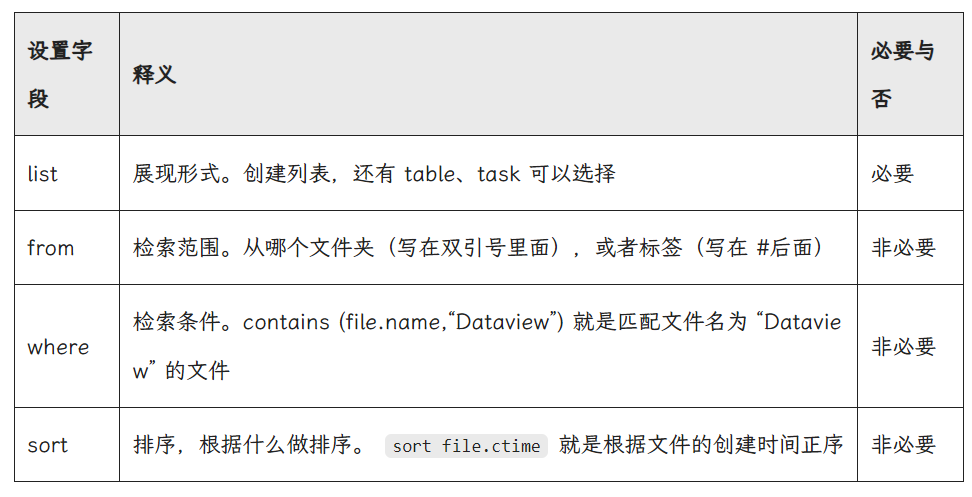 设置字
段
释义
必要与
否
list
展现形式。创建列表，还有 table、task 可以选择
必要
from
检索范围。从哪个文件夹（写在双引号里面），或者标签（写在 #后面）
非必要
where
检索条件。contains (file.name,“Dataview”) 就是匹配文件名为 “Datavie
w” 的文件
非必要
sort
排序，根据什么做排序。 sort file.ctime 就是根据文件的创建时间正序
非必要